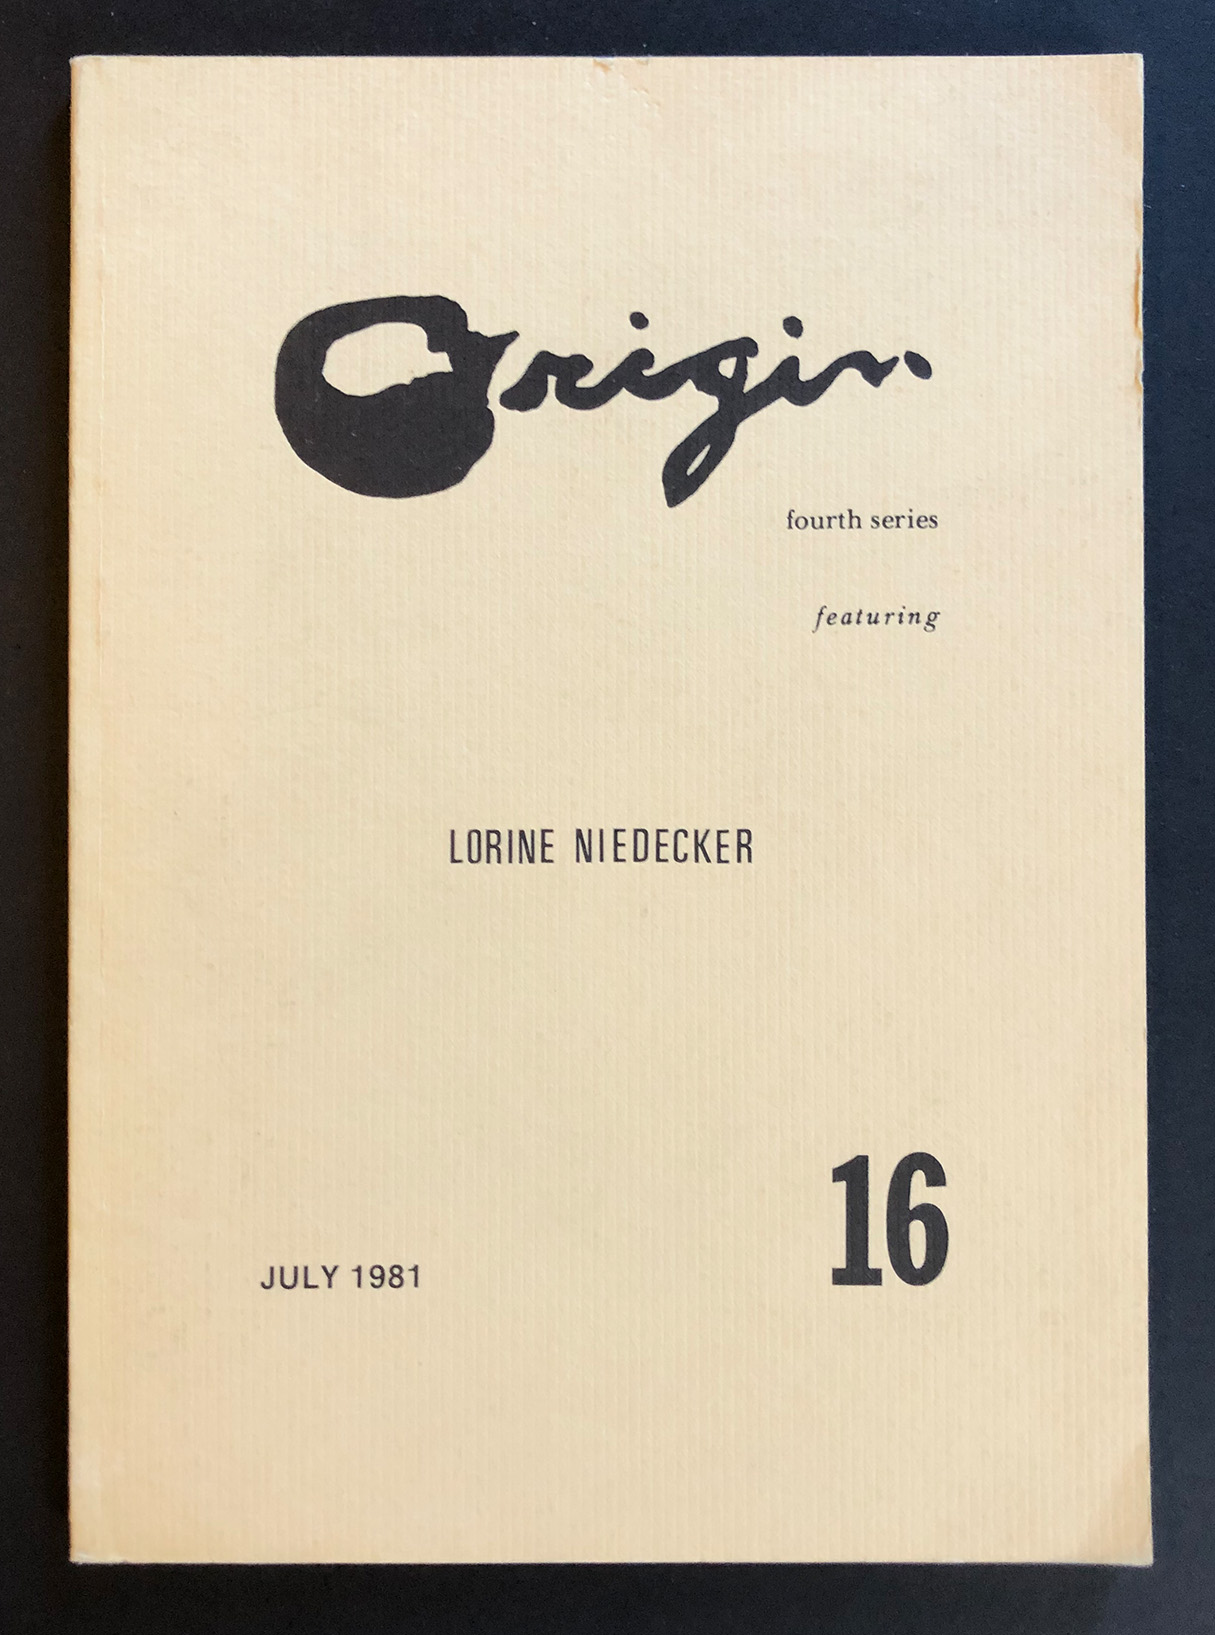 Origin
fourth series
featuring
LORINE NIEDECKER
16
JULY 1981